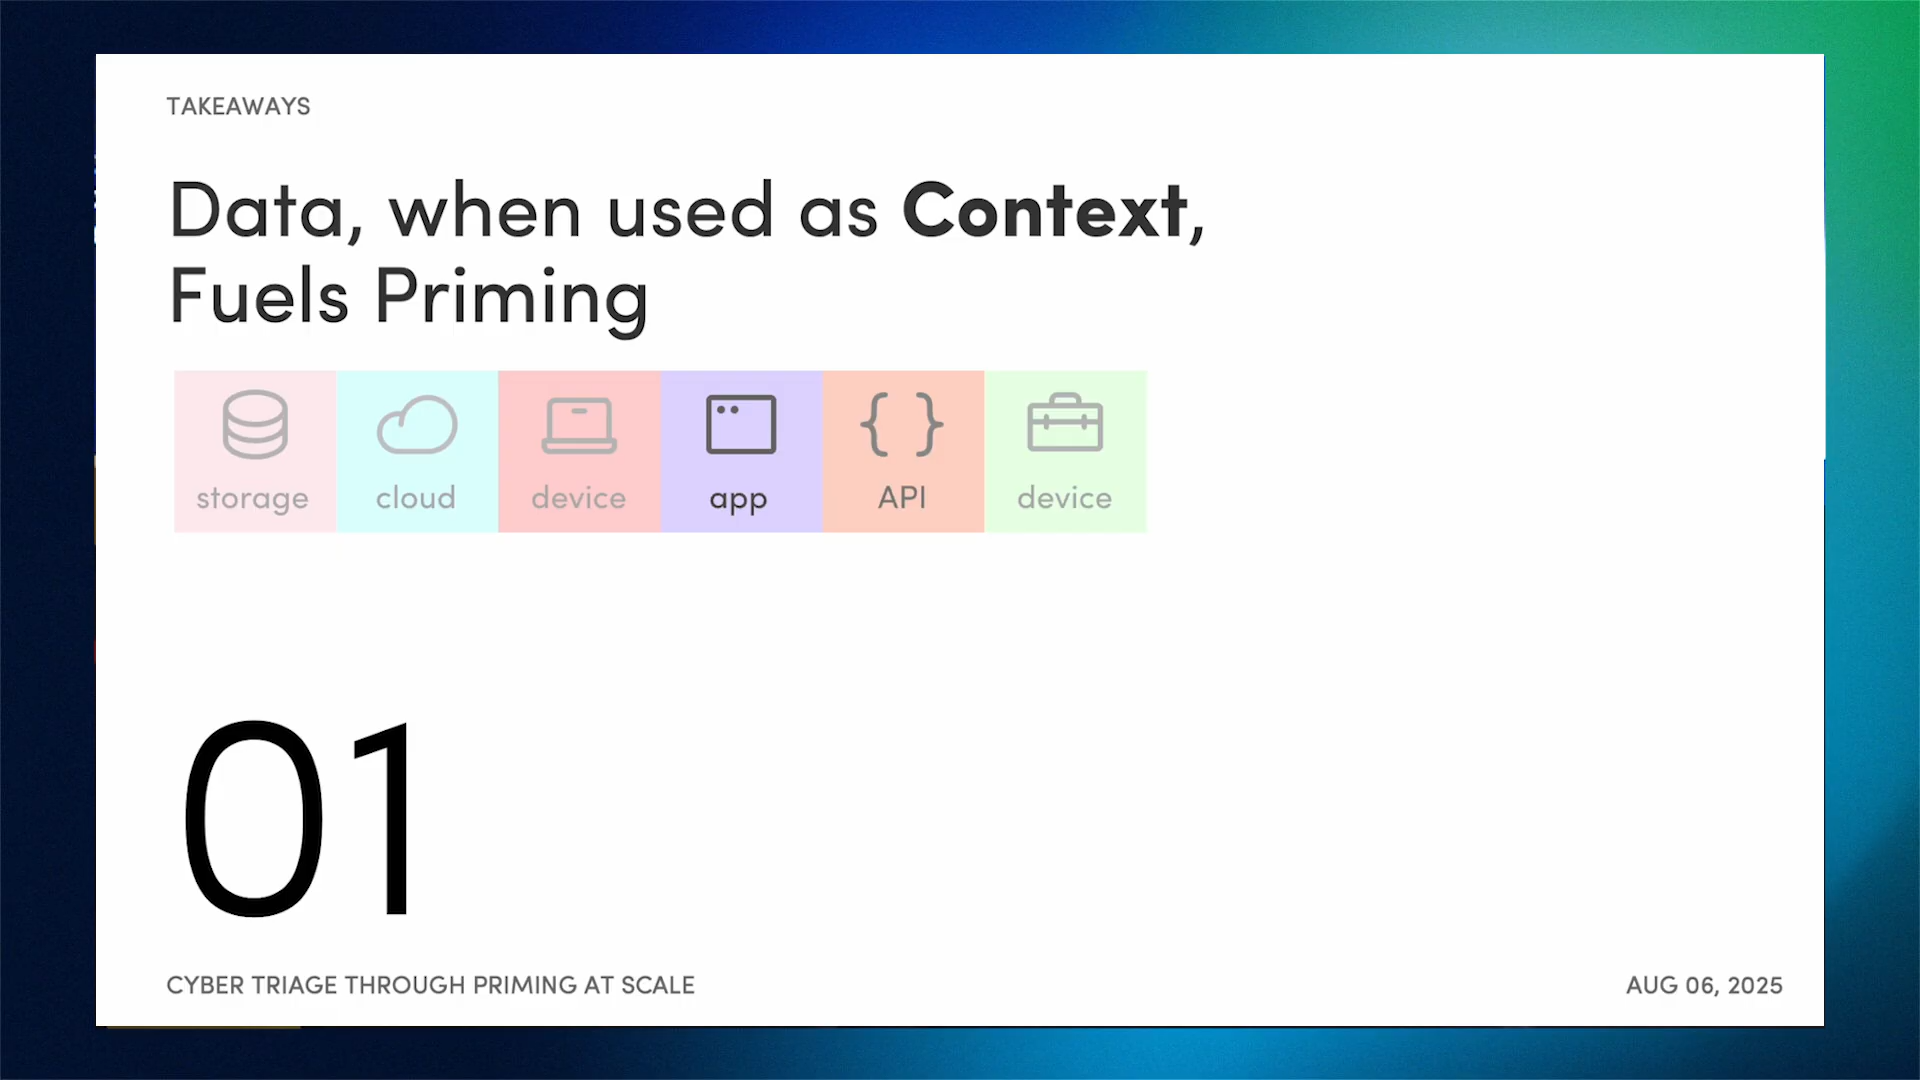 TAKEAWAYS
Data, when used as Context,
Fuels Priming
storage cloud device app API device
01
CYBER TRIAGE THROUGH PRIMING AT SCALE
AUG 06, 2025